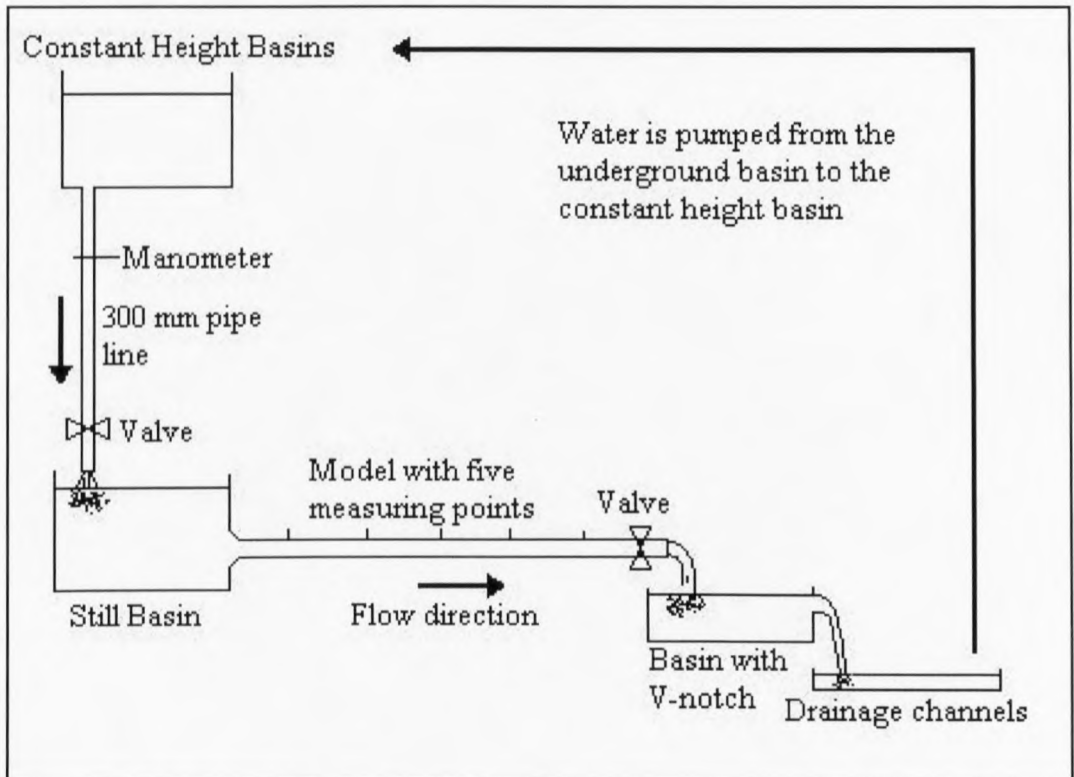 Constant Height Basins
Water is pumped from the
underground basin to the
constant height basin
Manometer
300 mm pipe
line
Valve
Model with five
measuring points
Valve
Still Basin
Flow direction
Basin with
V-notch
Drainage channels